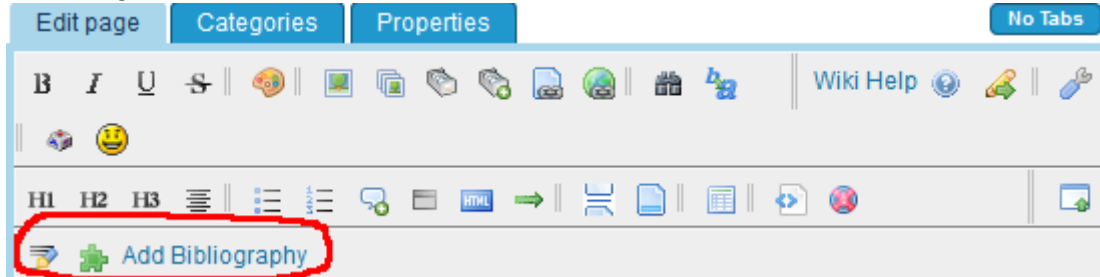 Edit page Categories Properties No Tabs
B I U S b a Wiki Help
H1 H2 H3 HTML
Add Bibliography